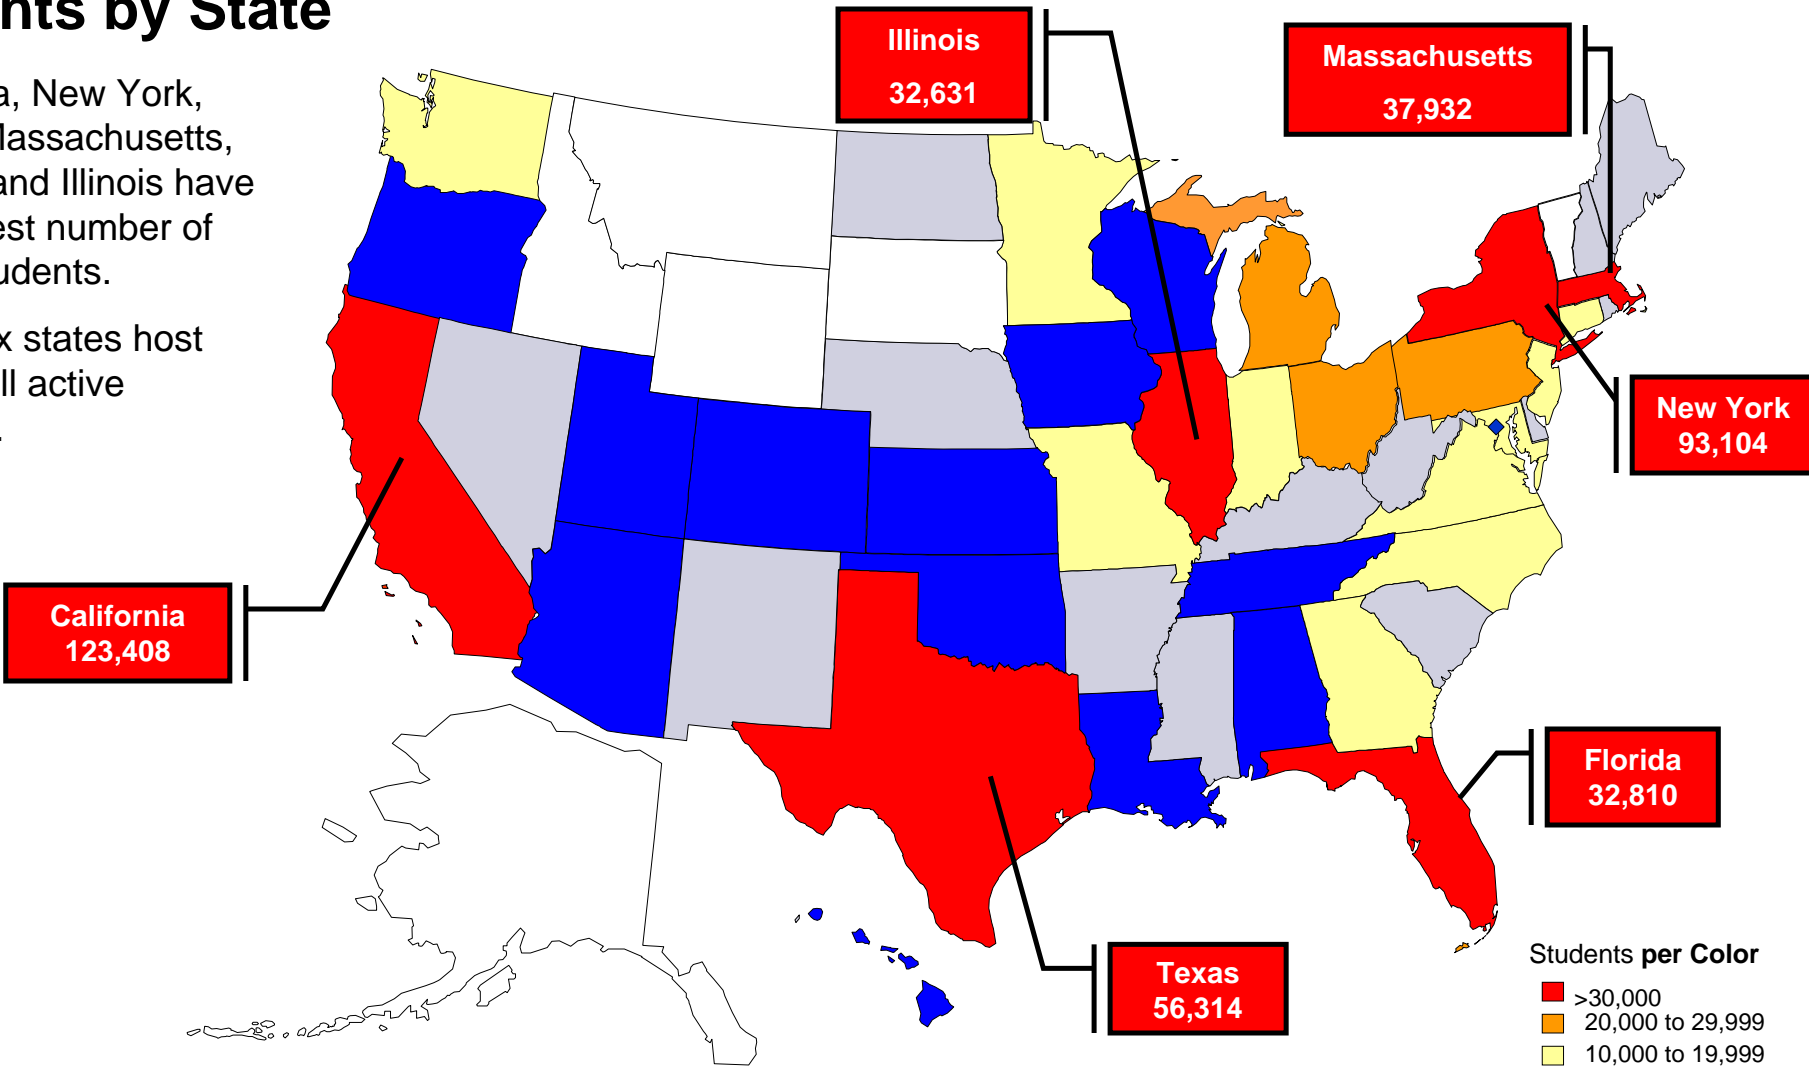 nts by State
a, New York,
Massachusetts,
and Illinois have
est number of
udents.
x states host
ll active
.
Illinois
32,631
Massachusetts
37,932
New York
93,104
California
123,408
Florida
32,810
Texas
56,314
Students per Color
>30,000
20,000 to 29,999
10,000 to 19,999